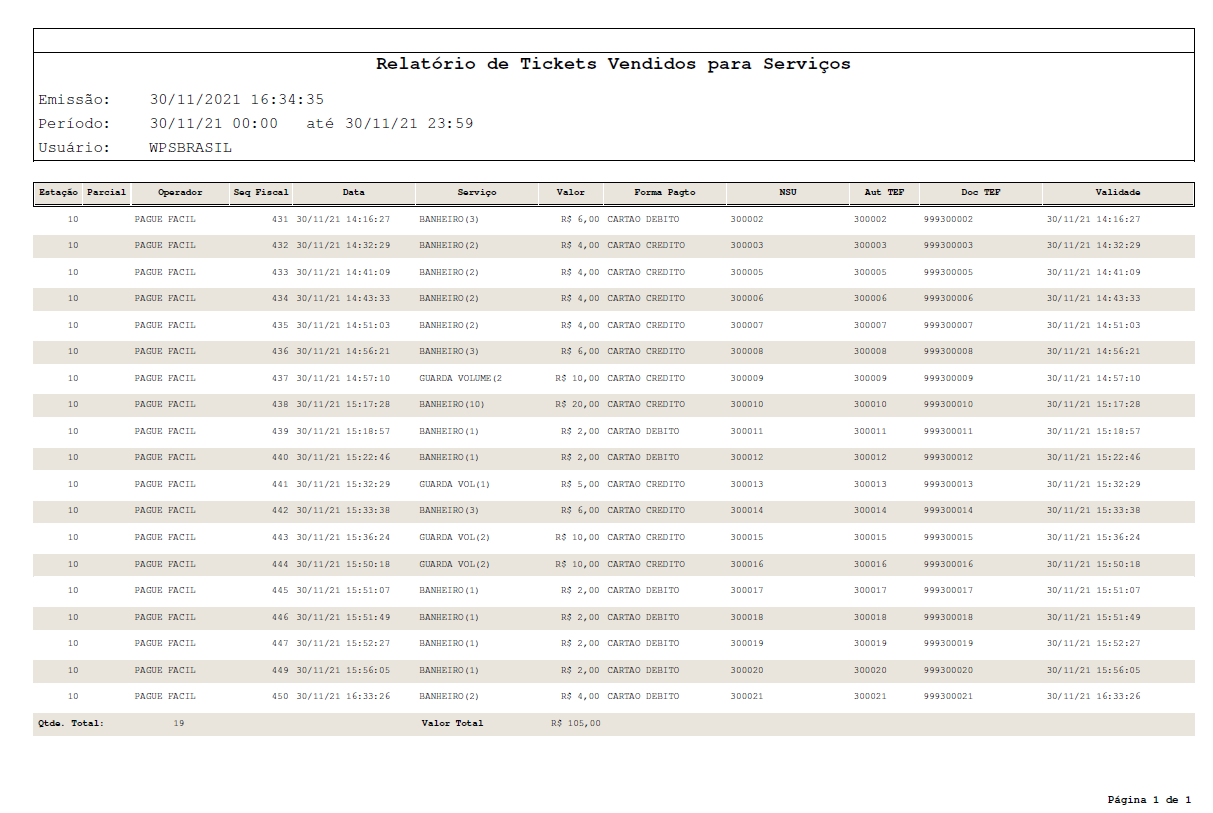 Relatório de Tickets Vendidos para Serviços
Emissão: 30/11/2021 16:34:35
Período: 30/11/21 00:00 até 30/11/21 23:59
Usuário: WPSBRASIL
Estação Parcial Operador Seq Fiscal Data Serviço Valor Forma Pagto NSU Aut TEF Doc TEF Validade
10 PAGUE FACIL 431 30/11/21 14:16:27 BANHEIRO(3) R$ 6,00 CARTAO DEBITO 300002 300002 999300002 30/11/21 14:16:27
10 PAGUE FACIL 432 30/11/21 14:32:29 BANHEIRO(2) R$ 4,00 CARTAO CREDITO 300003 300003 999300003 30/11/21 14:32:29
10 PAGUE FACIL 433 30/11/21 14:41:09 BANHEIRO(2) R$ 4,00 CARTAO CREDITO 300005 300005 999300005 30/11/21 14:41:09
10 PAGUE FACIL 434 30/11/21 14:43:33 BANHEIRO(2) R$ 4,00 CARTAO CREDITO 300006 300006 999300006 30/11/21 14:43:33
10 PAGUE FACIL 435 30/11/21 14:51:03 BANHEIRO(2) R$ 4,00 CARTAO CREDITO 300007 300007 999300007 30/11/21 14:51:03
10 PAGUE FACIL 436 30/11/21 14:56:21 BANHEIRO(3) R$ 6,00 CARTAO CREDITO 300008 300008 999300008 30/11/21 14:56:21
10 PAGUE FACIL 437 30/11/21 14:57:10 GUARDA VOLUME(2 R$ 10,00 CARTAO CREDITO 300009 300009 999300009 30/11/21 14:57:10
10 PAGUE FACIL 438 30/11/21 15:17:28 BANHEIRO(10) R$ 20,00 CARTAO CREDITO 300010 300010 999300010 30/11/21 15:17:28
10 PAGUE FACIL 439 30/11/21 15:18:57 BANHEIRO(1) R$ 2,00 CARTAO DEBITO 300011 300011 999300011 30/11/21 15:18:57
10 PAGUE FACIL 440 30/11/21 15:22:46 BANHEIRO(1) R$ 2,00 CARTAO DEBITO 300012 300012 999300012 30/11/21 15:22:46
10 PAGUE FACIL 441 30/11/21 15:32:29 GUARDA VOL(1) R$ 5,00 CARTAO CREDITO 300013 300013 999300013 30/11/21 15:32:29
10 PAGUE FACIL 442 30/11/21 15:33:38 BANHEIRO(3) R$ 6,00 CARTAO CREDITO 300014 300014 999300014 30/11/21 15:33:38
10 PAGUE FACIL 443 30/11/21 15:36:24 GUARDA VOL(2) R$ 10,00 CARTAO CREDITO 300015 300015 999300015 30/11/21 15:36:24
10 PAGUE FACIL 444 30/11/21 15:50:18 GUARDA VOL(2) R$ 10,00 CARTAO CREDITO 300016 300016 999300016 30/11/21 15:50:18
10 PAGUE FACIL 445 30/11/21 15:51:07 BANHEIRO(1) R$ 2,00 CARTAO DEBITO 300017 300017 999300017 30/11/21 15:51:07
10 PAGUE FACIL 446 30/11/21 15:51:49 BANHEIRO(1) R$ 2,00 CARTAO DEBITO 300018 300018 999300018 30/11/21 15:51:49
10 PAGUE FACIL 447 30/11/21 15:52:27 BANHEIRO(1) R$ 2,00 CARTAO DEBITO 300019 300019 999300019 30/11/21 15:52:27
10 PAGUE FACIL 449 30/11/21 15:56:05 BANHEIRO(1) R$ 2,00 CARTAO DEBITO 300020 300020 999300020 30/11/21 15:56:05
10 PAGUE FACIL 450 30/11/21 16:33:26 BANHEIRO(2) R$ 4,00 CARTAO DEBITO 300021 300021 999300021 30/11/21 16:33:26
Qtde. Total: 19 Valor Total R$ 105,00
Página 1 de 1